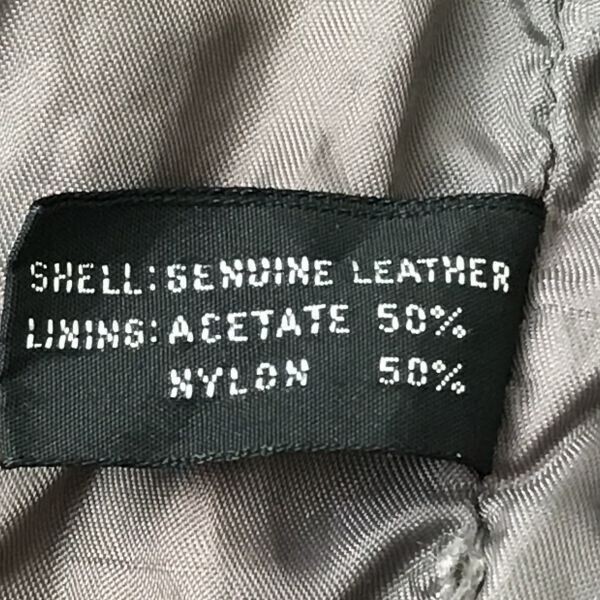 SHELL: GENUINE LEATHER
LINING: ACETATE 50%
NYLON 50%